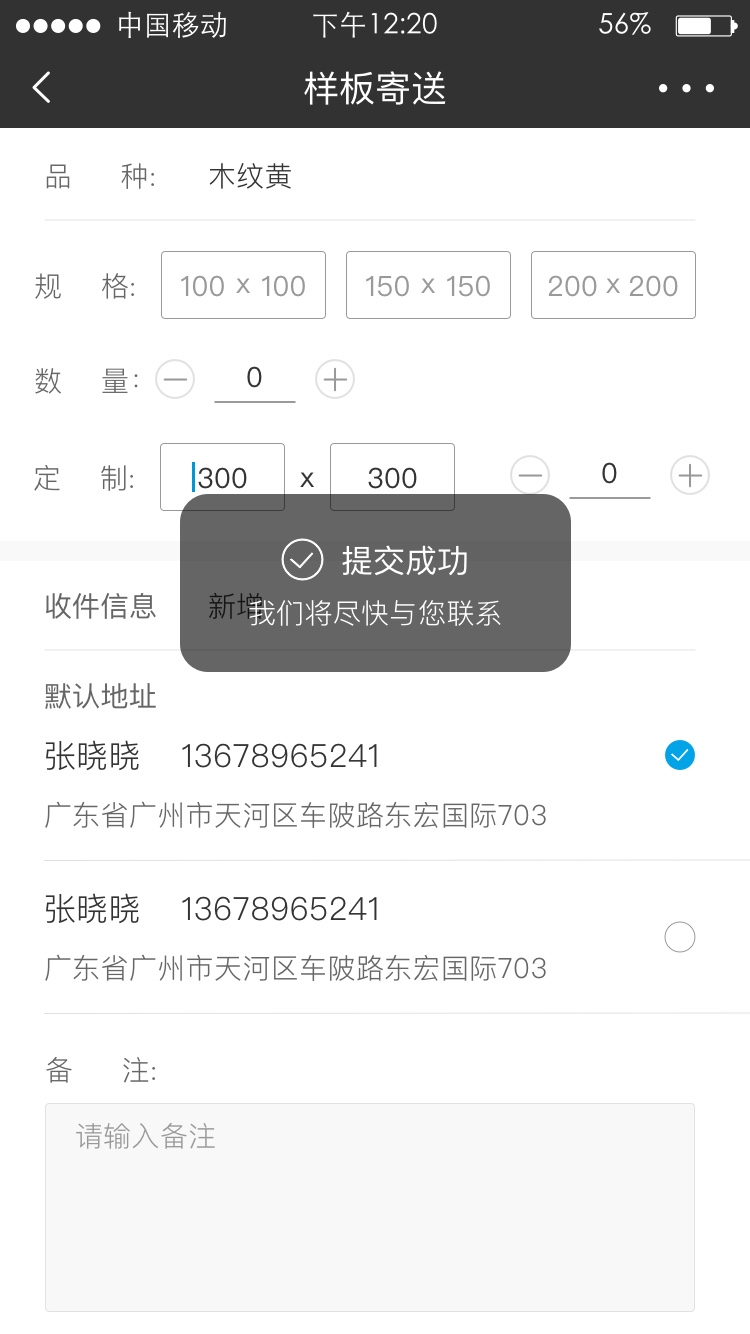 中国移动 下午12:20 56%
样板寄送
品 种: 木纹黄
规 格: 100 x 100 150 x 150 200 x 200
数 量: 0
定 制: 300 x 300 0
提交成功
收件信息 新增
我们将尽快与您联系
默认地址
张晓晓 13678965241
广东省广州市天河区车陂路东宏国际703
张晓晓 13678965241
广东省广州市天河区车陂路东宏国际703
备 注:
请输入备注